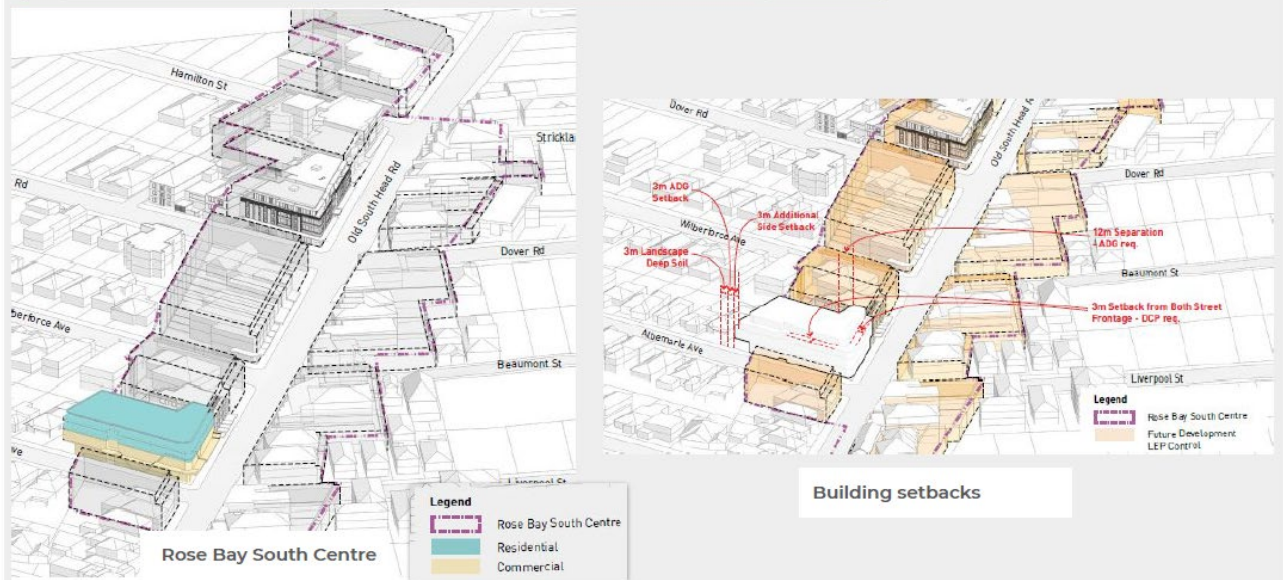 Hamilton St
Strickla
Rd
Old South Head Rd
Dover Rd
berforce Ave
Beaumont St
ve
Liverpool St
Legend
Rose Bay South Centre
Residential
Commercial
Rose Bay South Centre
Dover Rd
Old South Head R
Dover Rd
3m ADG
Setback
3m Additional
Side Setback
Wilberforce Ave
3m Landscape
Deep Soil
12m Separation
- ADG req.
Beaumont St
3m Setback from Both Street
Frontage - DCP req.
Albemarle Ave
Liverpool St
Legend
Rose Bay South Centre
Future Development
LEP Control
Building setbacks